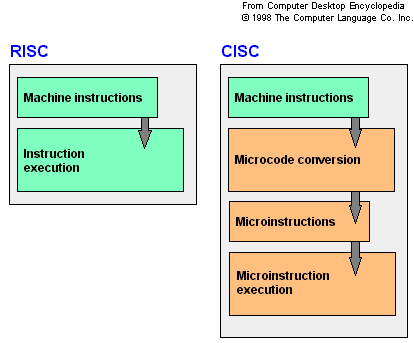 From Computer Desktop Encyclopedia
© 1998 The Computer Language Co. Inc.
RISC
Machine instructions
Instruction
execution
CISC
Machine instructions
Microcode conversion
Microinstructions
Microinstruction
execution